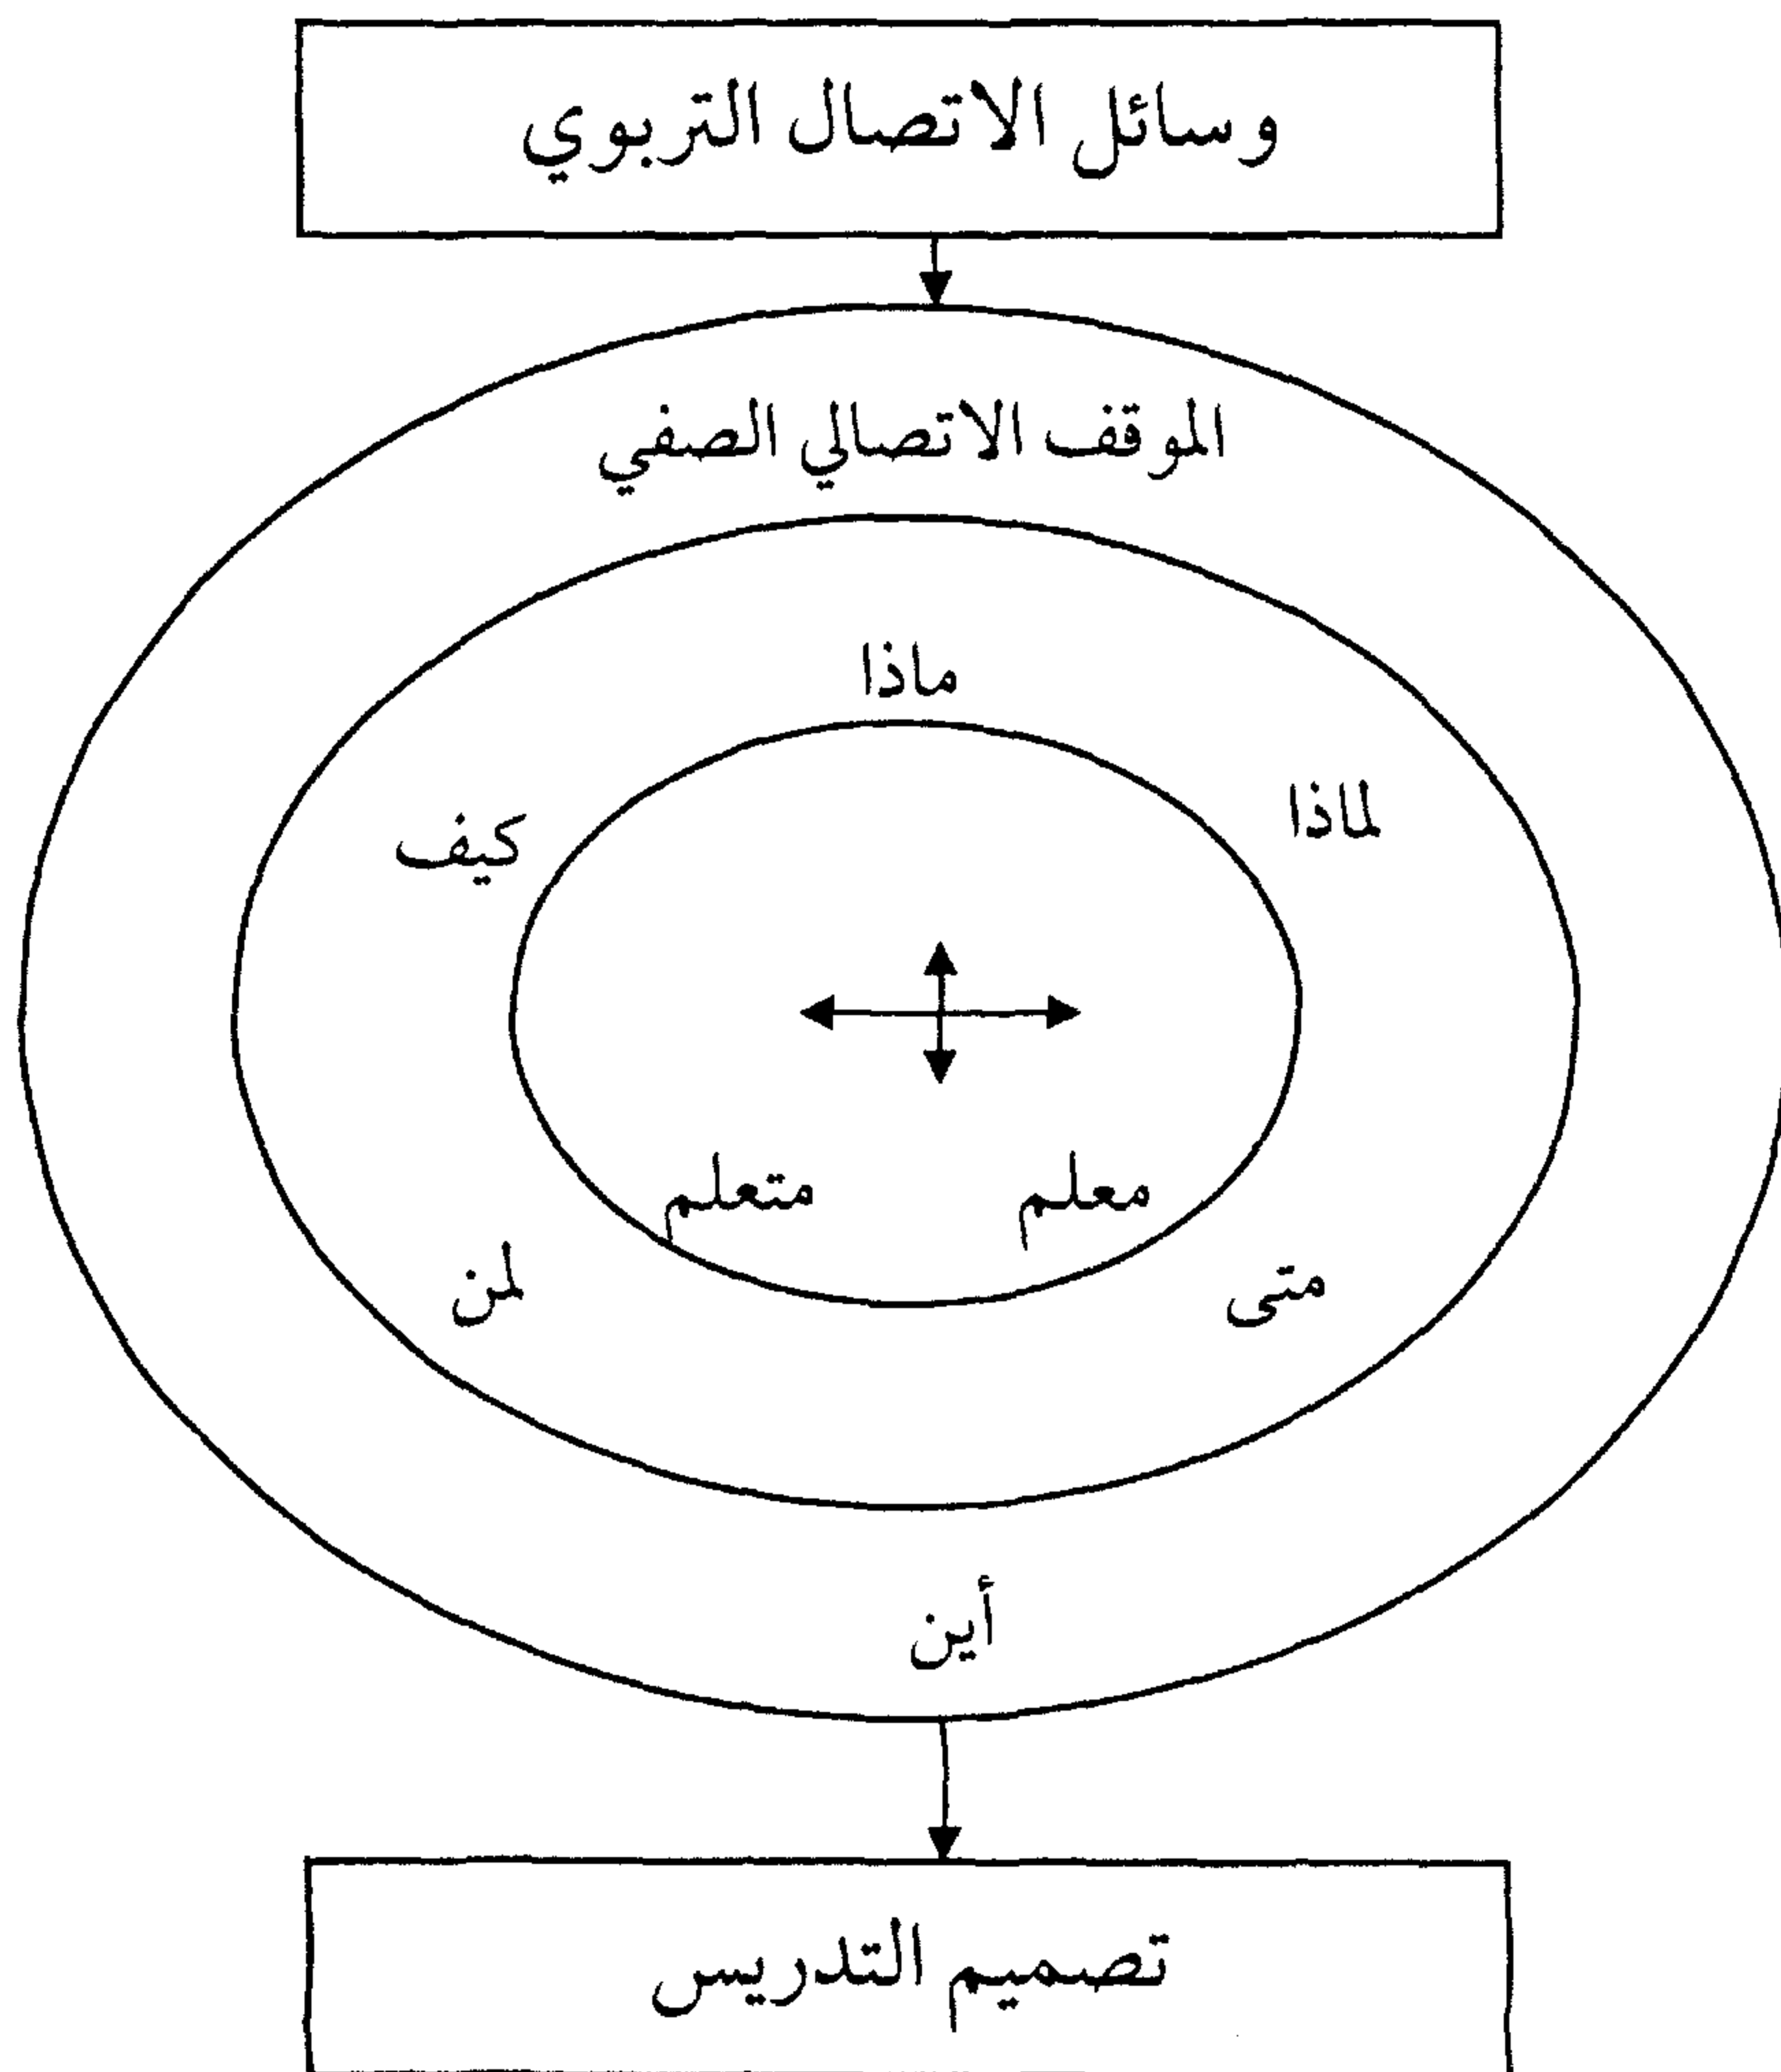 وسائل الاتصال التربوي
الموقف الاتصالي الصفي
ماذا
لماذا
كيف
معلم متعلم
متى
لمن
أين
تصميم التدريس